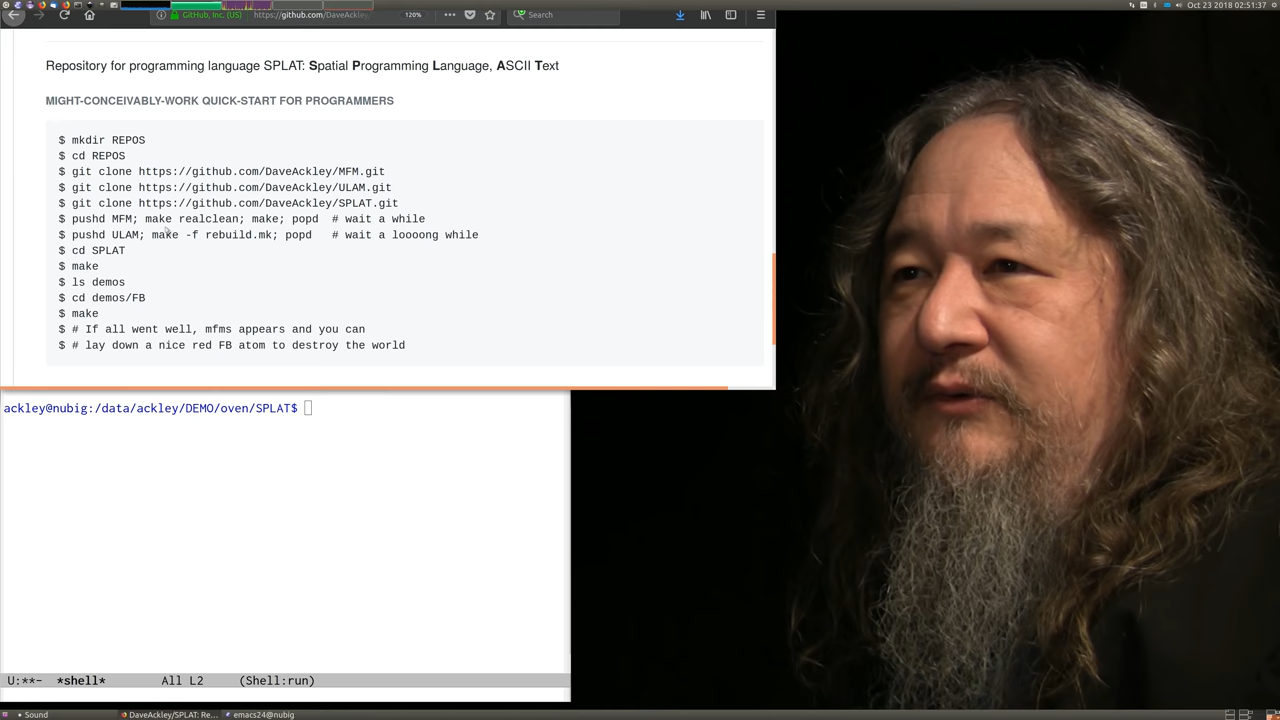 Oct 23 2018 02:51:37
GitHub, Inc. (US) https://github.com/DaveAckley/ 120% Search
Repository for programming language SPLAT: Spatial Programming Language, ASCII Text
MIGHT-CONCEIVABLY-WORK QUICK-START FOR PROGRAMMERS
$ mkdir REPOS
$ cd REPOS
$ git clone https://github.com/DaveAckley/MFM.git
$ git clone https://github.com/DaveAckley/ULAM.git
$ git clone https://github.com/DaveAckley/SPLAT.git
$ pushd MFM; make realclean; make; popd # wait a while
$ pushd ULAM; make -f rebuild.mk; popd # wait a loooong while
$ cd SPLAT
$ make
$ ls demos
$ cd demos/FB
$ make
$ # If all went well, mfms appears and you can
$ # lay down a nice red FB atom to destroy the world
ackley@nubig:/data/ackley/DEMO/oven/SPLAT$
U:**- *shell* All L2 (Shell:run)
Sound DaveAckley/SPLAT: Re... emacs24@nubig